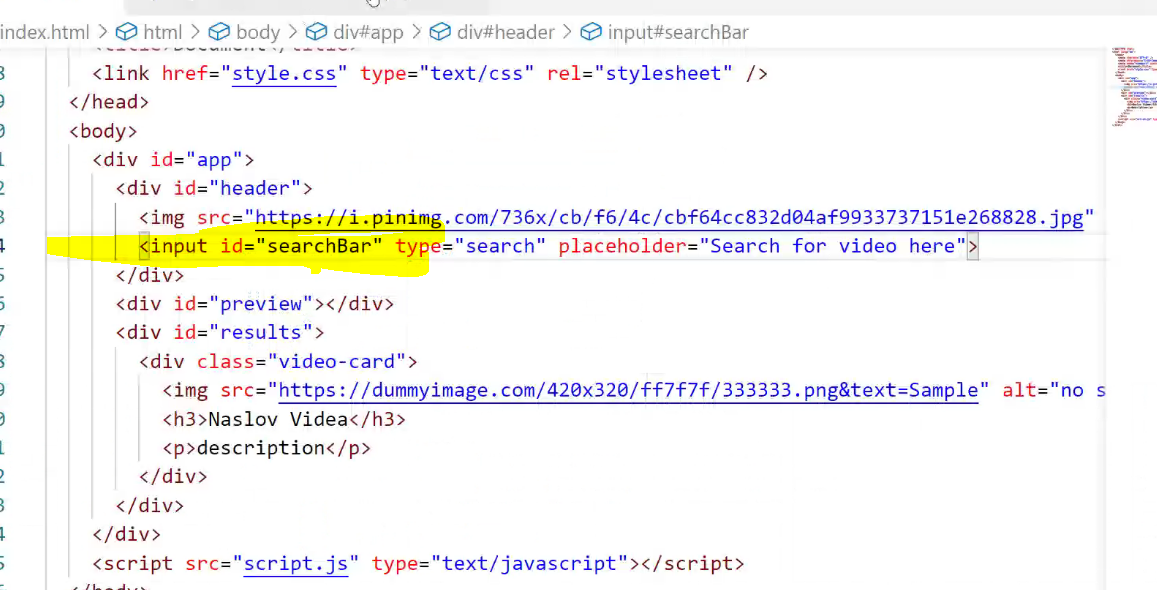 index.html > html > body > div#app > div#header > input#searchBar
<title>Document</title>
8 <link href="style.css" type="text/css" rel="stylesheet" />
9 </head>
0 <body>
1 <div id="app">
2 <div id="header">
3 <img src="https://i.pinimg.com/736x/cb/f6/4c/cbf64cc832d04af9933737151e268828.jpg"
4 <input id="searchBar" type="search" placeholder="Search for video here">
5 </div>
6 <div id="preview"></div>
7 <div id="results">
8 <div class="video-card">
9 <img src="https://dummyimage.com/420x320/ff7f7f/333333.png&text=Sample" alt="no s
0 <h3>Naslov Videa</h3>
1 <p>description</p>
2 </div>
3 </div>
4 </div>
5 <script src="script.js" type="text/javascript"></script>
</body>